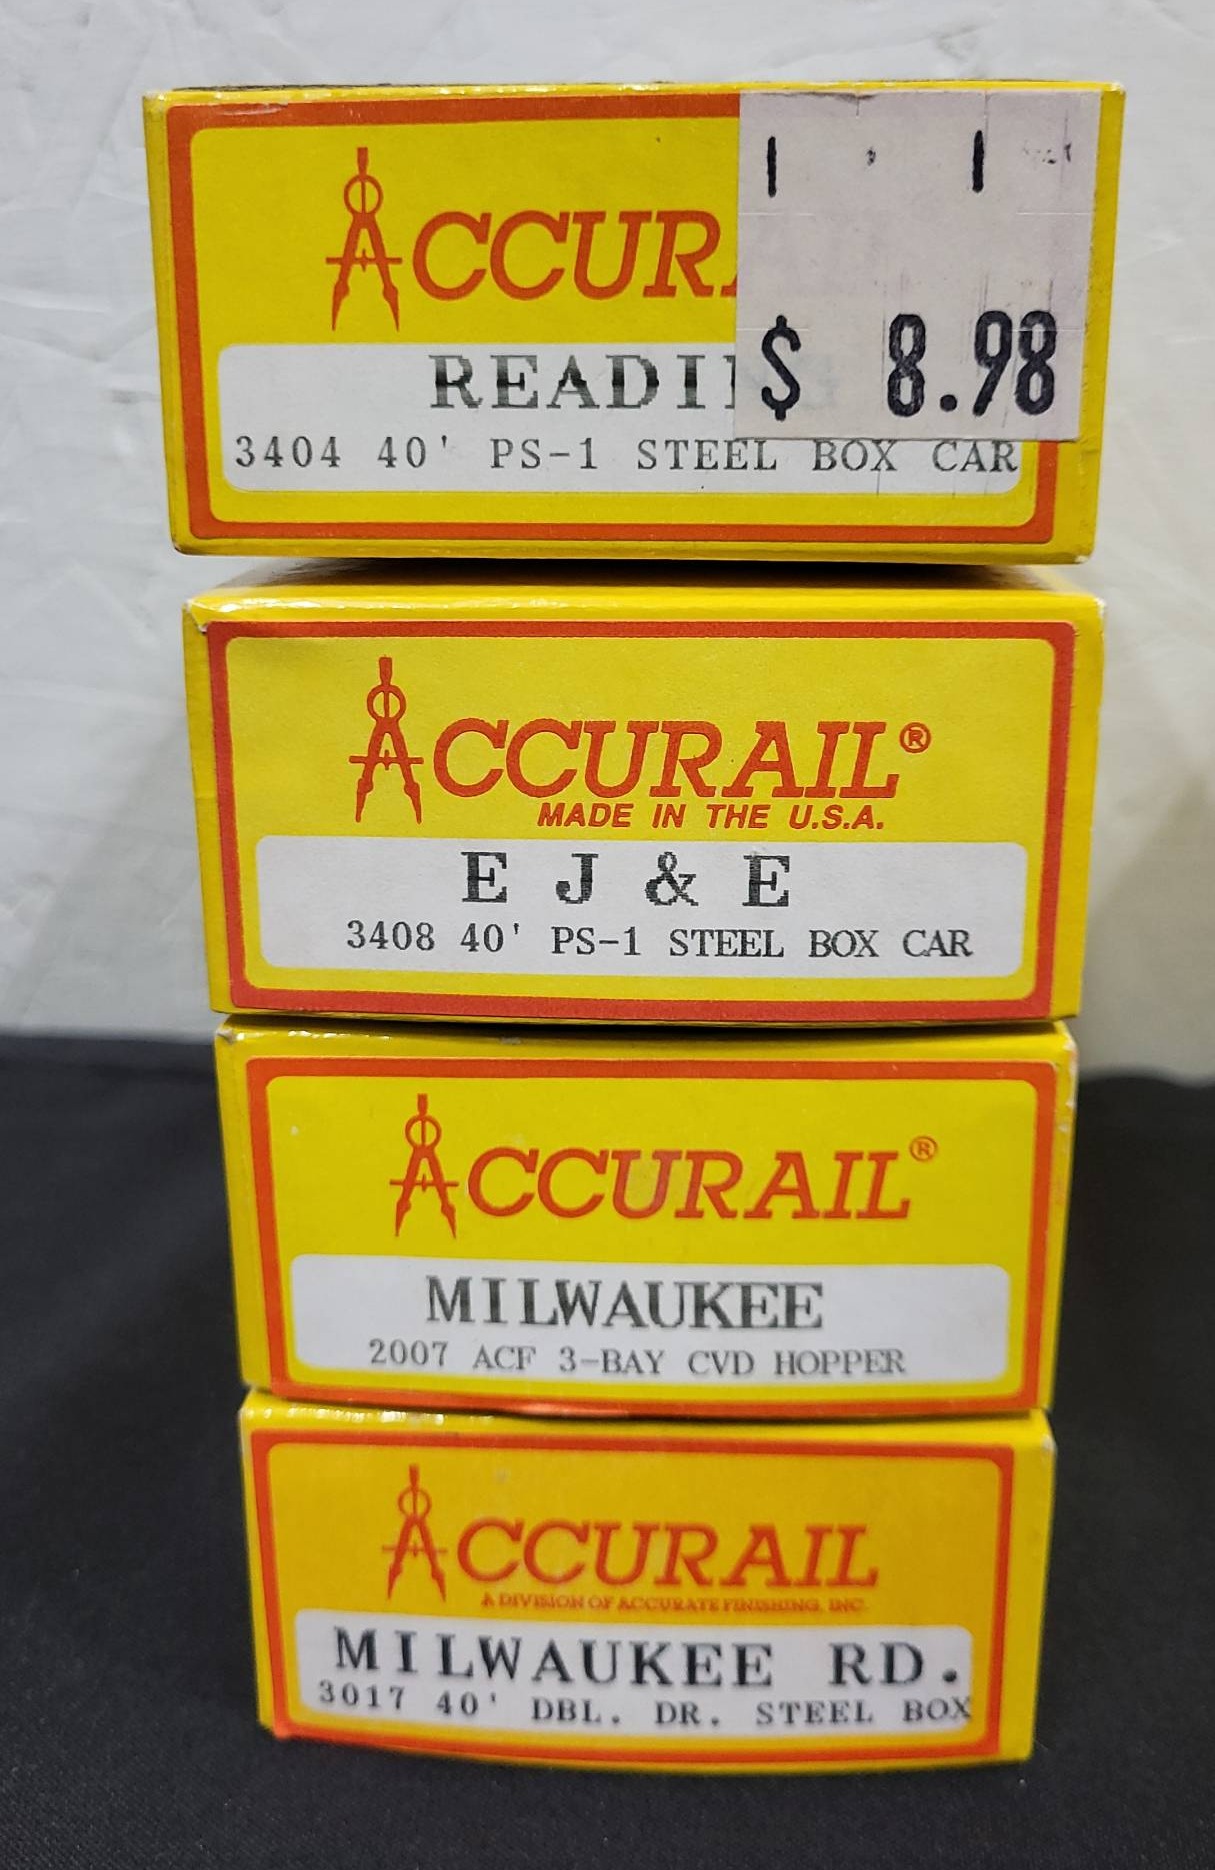 ACCURA
$ 8.98
READI
3404 40' PS-1 STEEL BOX CAR
ACCURAIL®
MADE IN THE U.S.A.
E J & E
3408 40' PS-1 STEEL BOX CAR
ACCURAIL®
MILWAUKEE
2007 ACF 3-BAY CVD HOPPER
ACCURAIL
A DIVISION OF ACCURATE FINISHING, INC.
MILWAUKEE RD.
3017 40' DBL. DR. STEEL BOX